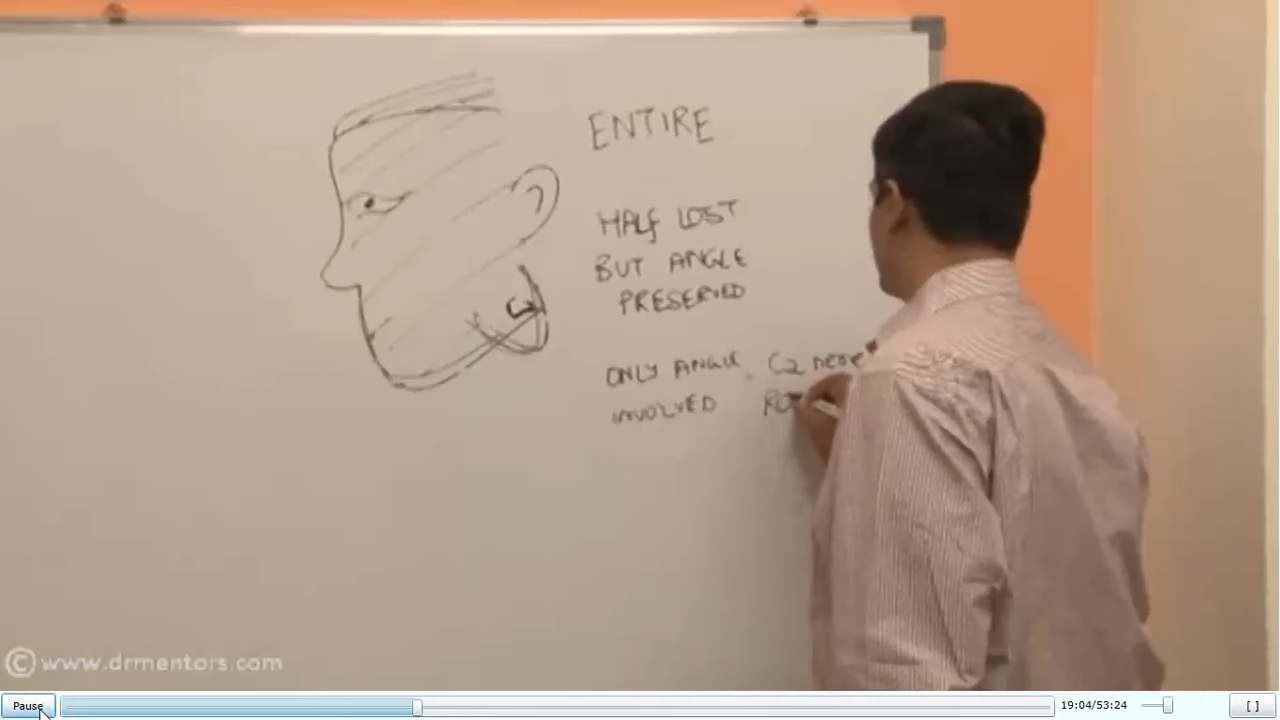 ENTIRE
HALF LOST
BUT ANGLE
PRESERVED
ONLY ANGLE C2 nerve
INVOLVED RO
© www.drmentors.com
Pause
19:04/53:24
[ ]